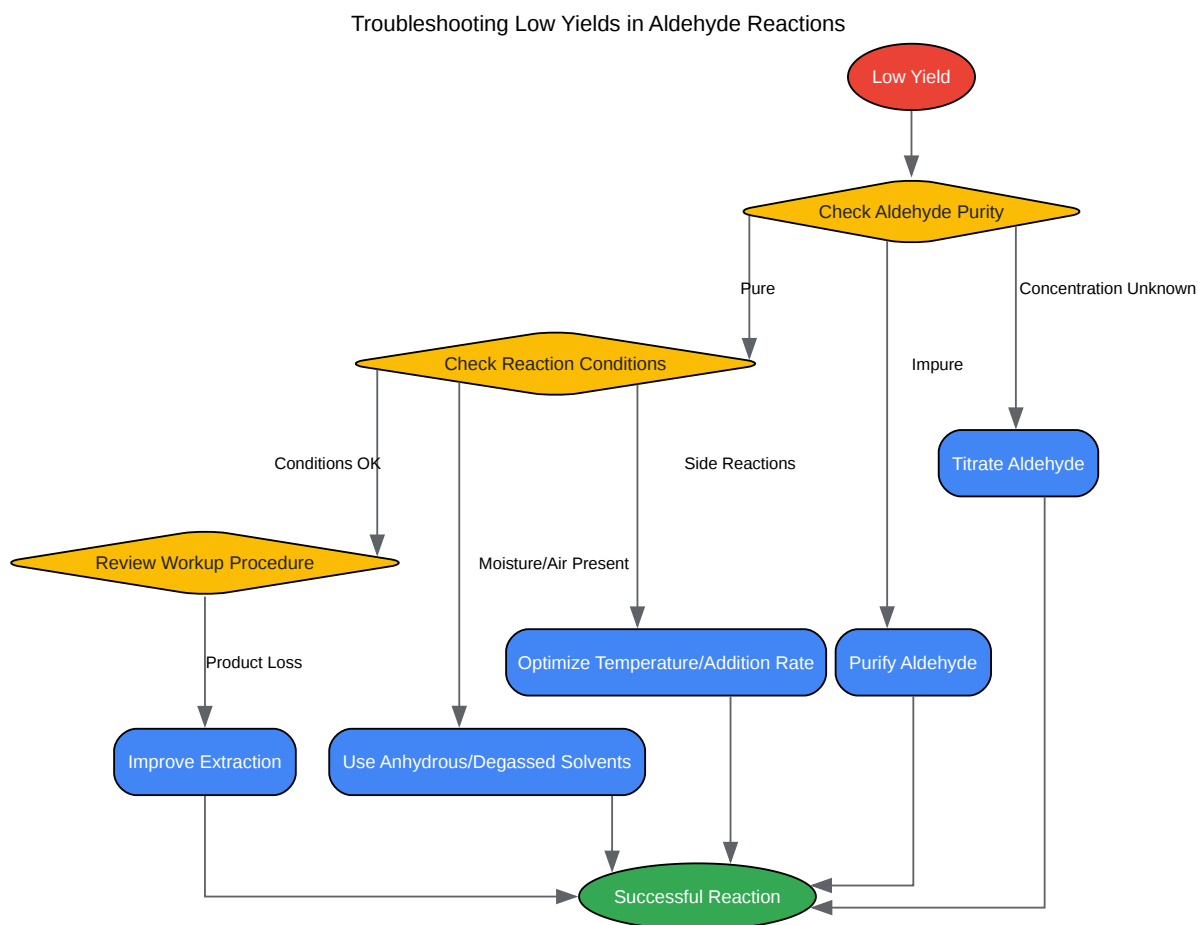 Troubleshooting Low Yields in Aldehyde Reactions
Low Yield
Check Aldehyde Purity
Pure
Concentration Unknown
Check Reaction Conditions
Impure
Conditions OK
Side Reactions
Titrate Aldehyde
Review Workup Procedure
Moisture/Air Present
Product Loss
Optimize Temperature/Addition Rate
Purify Aldehyde
Improve Extraction
Use Anhydrous/Degassed Solvents
Successful Reaction